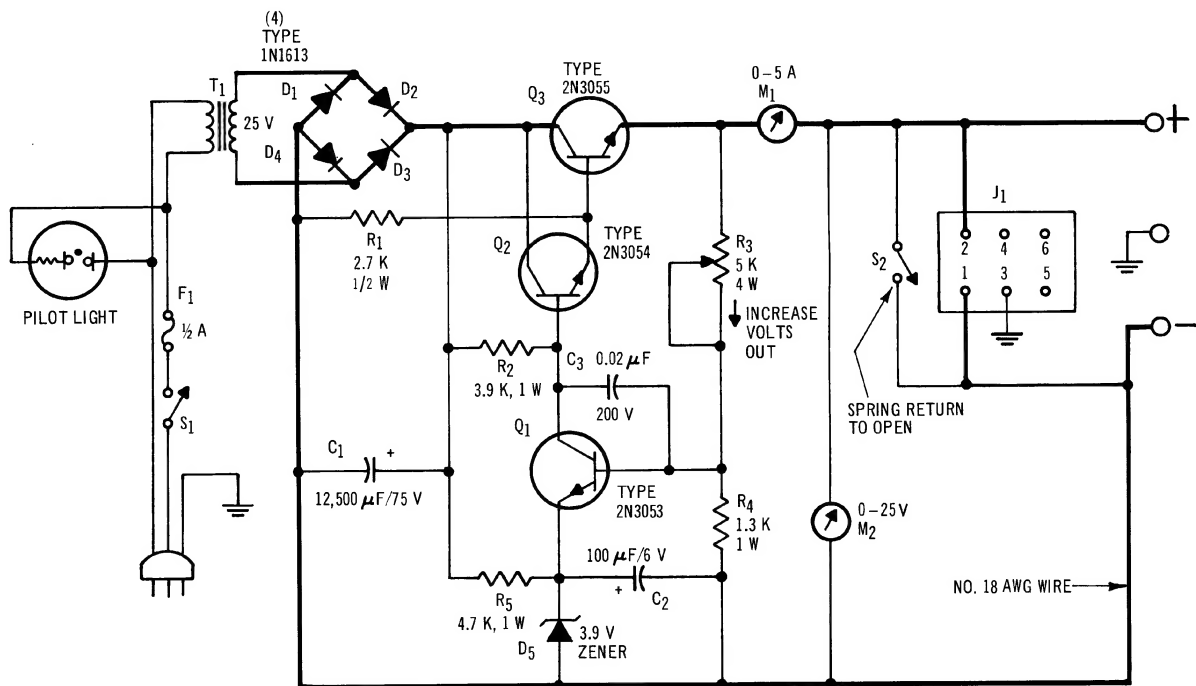 (4)
TYPE
1N1613
T1
25 V
D1
D2
D4
D3
Q3
TYPE
2N3055
0–5 A
M1
+
R1
2.7 K
1/2 W
Q2
TYPE
2N3054
R3
5 K
4 W
INCREASE
VOLTS
OUT
S2
J1
2 4 6
1 3 5
−
PILOT LIGHT
F1
½ A
S1
R2
3.9 K, 1 W
C3
0.02 μF
200 V
SPRING RETURN
TO OPEN
C1
+
12,500 μF/75 V
Q1
TYPE
2N3053
R4
1.3 K
1 W
0–25V
M2
100 μF/6 V
+
C2
R5
4.7 K, 1 W
D5
3.9 V
ZENER
NO. 18 AWG WIRE